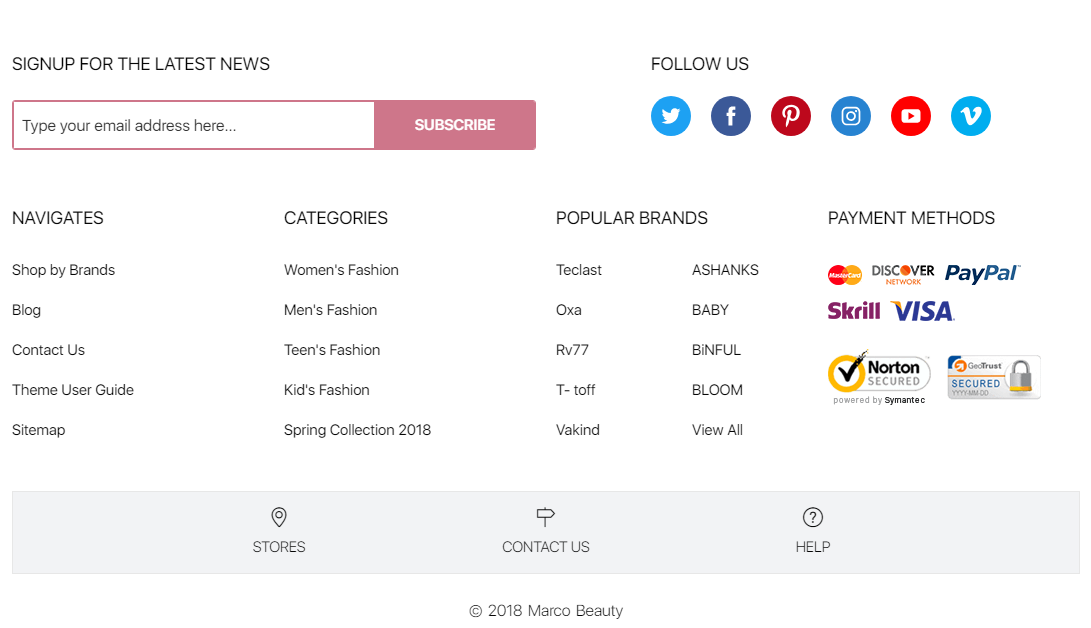 SIGNUP FOR THE LATEST NEWS
Type your email address here...
SUBSCRIBE
FOLLOW US
NAVIGATES
Shop by Brands
Blog
Contact Us
Theme User Guide
Sitemap
CATEGORIES
Women's Fashion
Men's Fashion
Teen's Fashion
Kid's Fashion
Spring Collection 2018
POPULAR BRANDS
Teclast
Oxa
Rv77
T- toff
Vakind
ASHANKS
BABY
BiNFUL
BLOOM
View All
PAYMENT METHODS
MasterCard
DISCOVER
NETWORK
PayPal™
Skrill
VISA
Norton
SECURED
powered by Symantec
GeoTrust
SECURED
YYYY-MM-DD
STORES
CONTACT US
HELP
© 2018 Marco Beauty